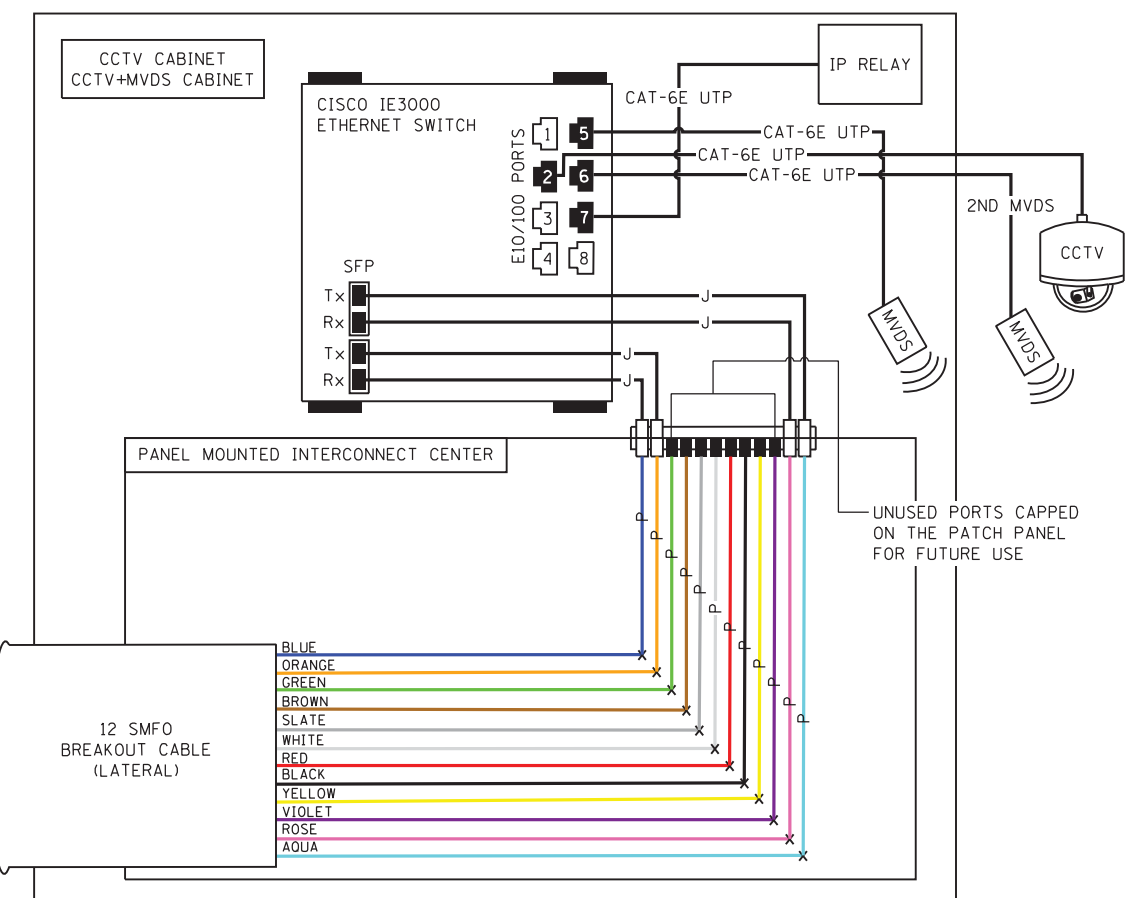 CCTV CABINET
CCTV+MVDS CABINET
IP RELAY
CISCO IE3000
ETHERNET SWITCH
CAT-6E UTP
E10/100 PORTS
1
5
2
6
3
7
4
8
CAT-6E UTP
CAT-6E UTP
CAT-6E UTP
2ND MVDS
CCTV
MVDS
MVDS
SFP
Tx
J
Rx
J
Tx
J
Rx
J
PANEL MOUNTED INTERCONNECT CENTER
UNUSED PORTS CAPPED
ON THE PATCH PANEL
FOR FUTURE USE
P
P
P
P
P
P
P
P
P
P
P
P
12 SMFO
BREAKOUT CABLE
(LATERAL)
BLUE
ORANGE
GREEN
BROWN
SLATE
WHITE
RED
BLACK
YELLOW
VIOLET
ROSE
AQUA